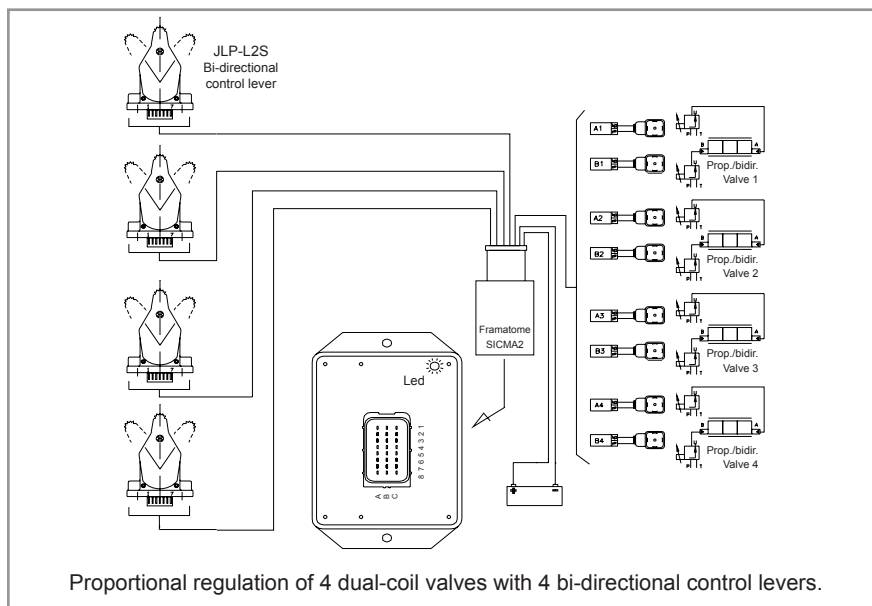 JLP-L2S
Bi-directional
control lever
A1
B1
U
P T
U
P T
B A
Prop./bidir.
Valve 1
A2
B2
U
P T
U
P T
B A
Prop./bidir.
Valve 2
A3
B3
U
P T
U
P T
B A
Prop./bidir.
Valve 3
A4
B4
U
P T
U
P T
B A
Prop./bidir.
Valve 4
Framatome
SICMA2
Led
8 7 6 5 4 3 2 1
A B C
+ -
Proportional regulation of 4 dual-coil valves with 4 bi-directional control levers.